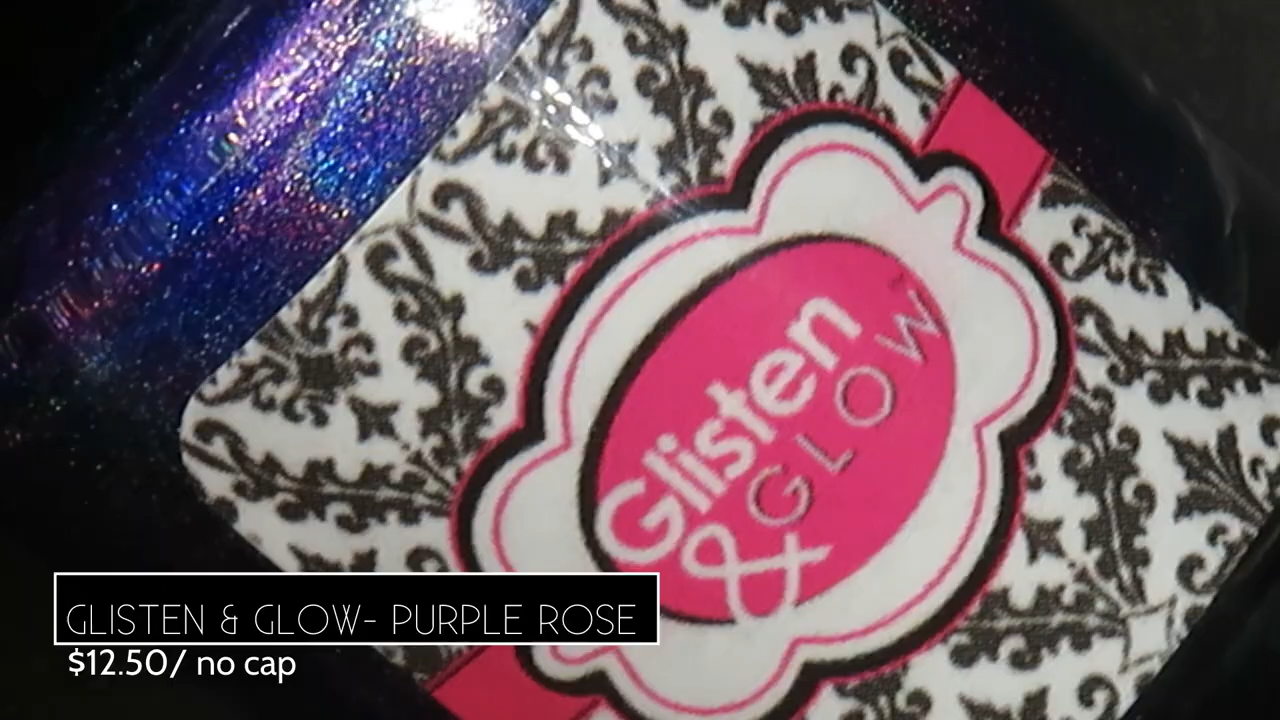 Glisten
& GLOW
GLISTEN & GLOW- PURPLE ROSE
$12.50/ no cap